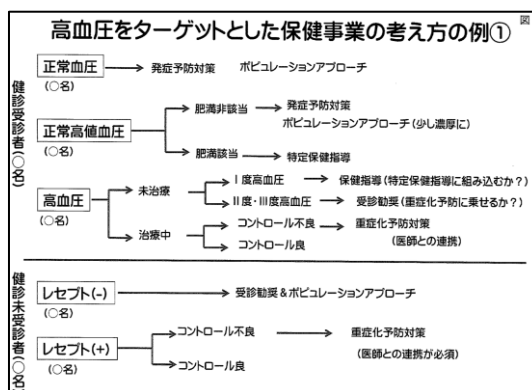 図
高血圧をターゲットとした保健事業の考え方の例①
健診受診者(○名)
正常血圧 発症予防対策 ポピュレーションアプローチ
(○名)
正常高値血圧
(○名)
肥満非該当 発症予防対策
ポピュレーションアプローチ(少し濃厚に)
肥満該当 特定保健指導
高血圧
(○名)
未治療
Ⅰ度高血圧 保健指導(特定保健指導に組み込むか?)
Ⅱ度・Ⅲ度高血圧 受診勧奨(重症化予防に乗せるか?)
治療中
コントロール不良 重症化予防対策
コントロール良 (医師との連携)
健診未受診者(○名)
レセプト(-) 受診勧奨&ポピュレーションアプローチ
(○名)
レセプト(+)
(○名)
コントロール不良 重症化予防対策
(医師との連携が必須)
コントロール良